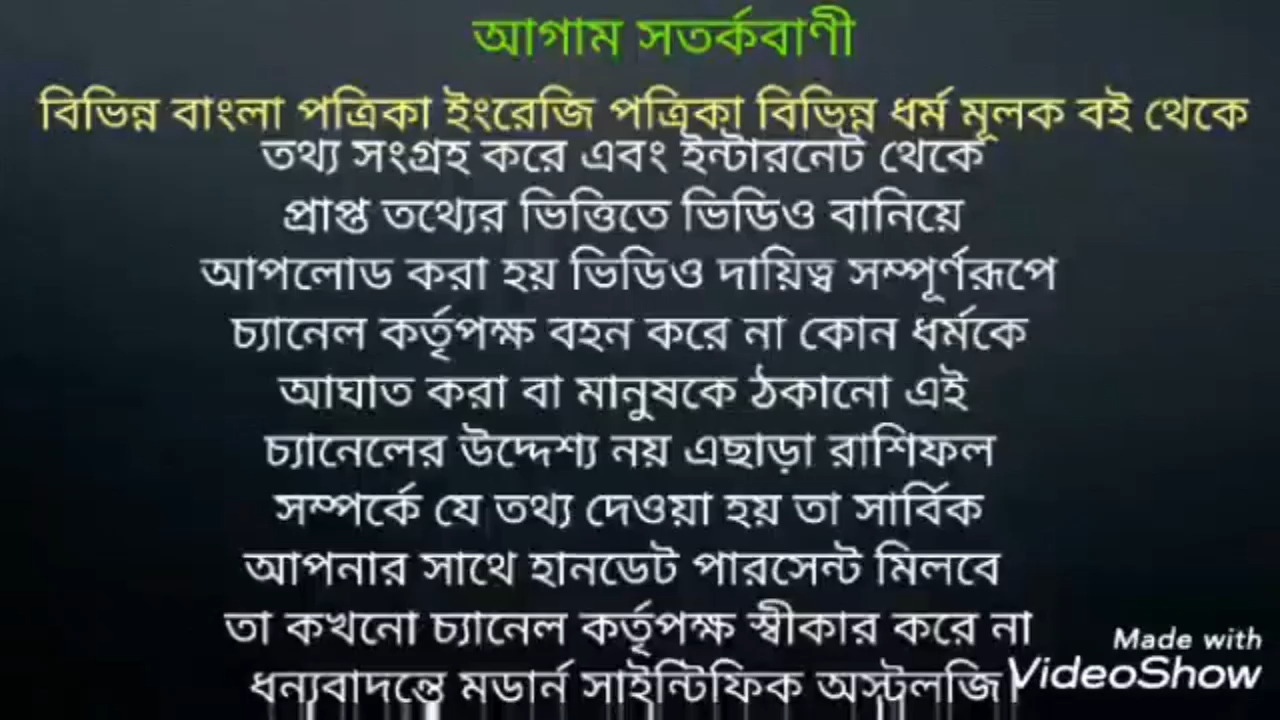 আগাম সতর্কবাণী
বিভিন্ন বাংলা পত্রিকা ইংরেজি পত্রিকা বিভিন্ন ধর্ম মূলক বই থেকে
তথ্য সংগ্রহ করে এবং ইন্টারনেট থেকে
প্রাপ্ত তথ্যের ভিত্তিতে ভিডিও বানিয়ে
আপলোড করা হয় ভিডিও দায়িত্ব সম্পূর্ণরূপে
চ্যানেল কর্তৃপক্ষ বহন করে না কোন ধর্মকে
আঘাত করা বা মানুষকে ঠকানো এই
চ্যানেলের উদ্দেশ্য নয় এছাড়া রাশিফল
সম্পর্কে যে তথ্য দেওয়া হয় তা সার্বিক
আপনার সাথে হানডেট পারসেন্ট মিলবে
তা কখনো চ্যানেল কর্তৃপক্ষ স্বীকার করে না
ধন্যবাদন্তে মডার্ন সাইন্টিফিক অস্ট্রলজি।
Made with
VideoShow